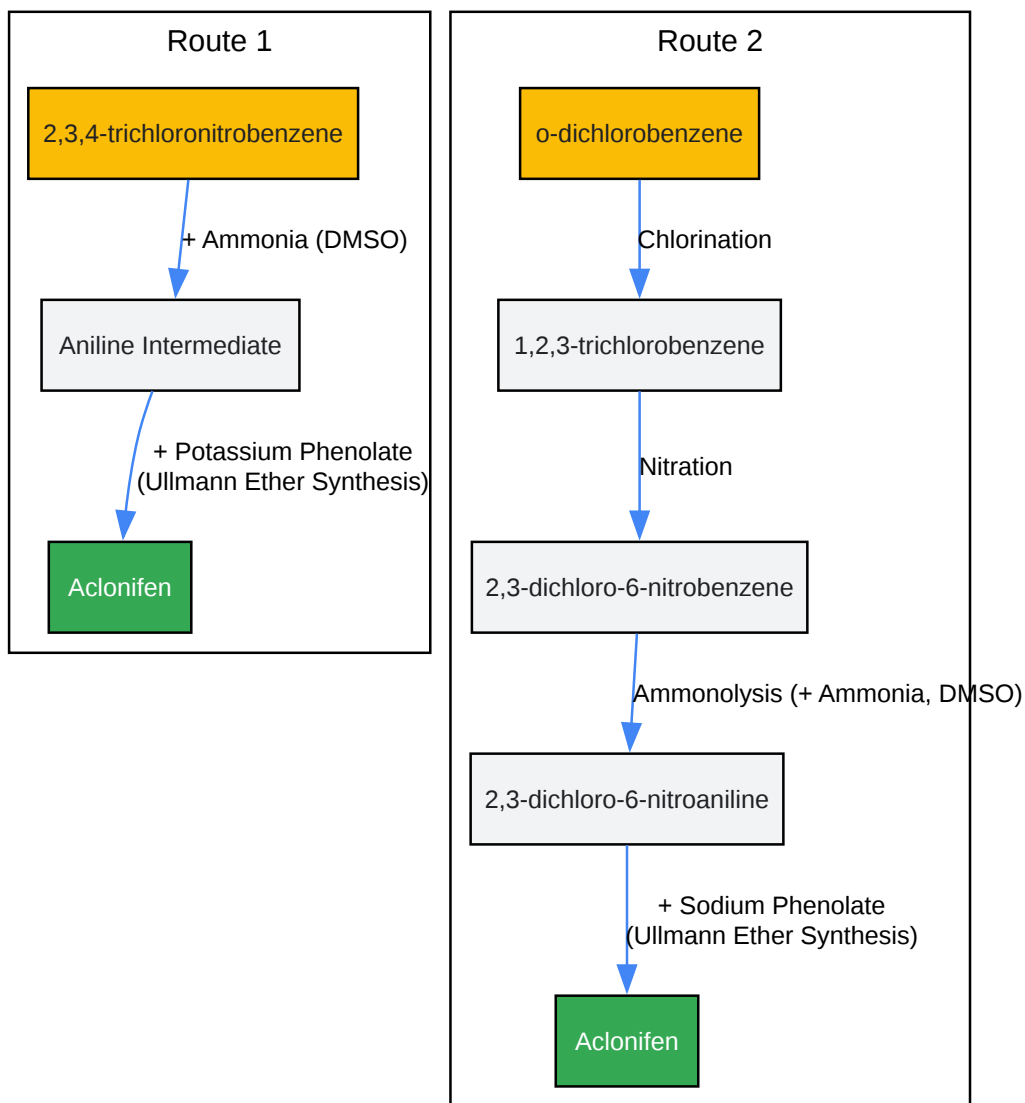 Route 1
2,3,4-trichloronitrobenzene
+ Ammonia (DMSO)
Aniline Intermediate
+ Potassium Phenolate
(Ullmann Ether Synthesis)
Aclonifen
Route 2
o-dichlorobenzene
Chlorination
1,2,3-trichlorobenzene
Nitration
2,3-dichloro-6-nitrobenzene
Ammonolysis (+ Ammonia, DMSO)
2,3-dichloro-6-nitroaniline
+ Sodium Phenolate
(Ullmann Ether Synthesis)
Aclonifen